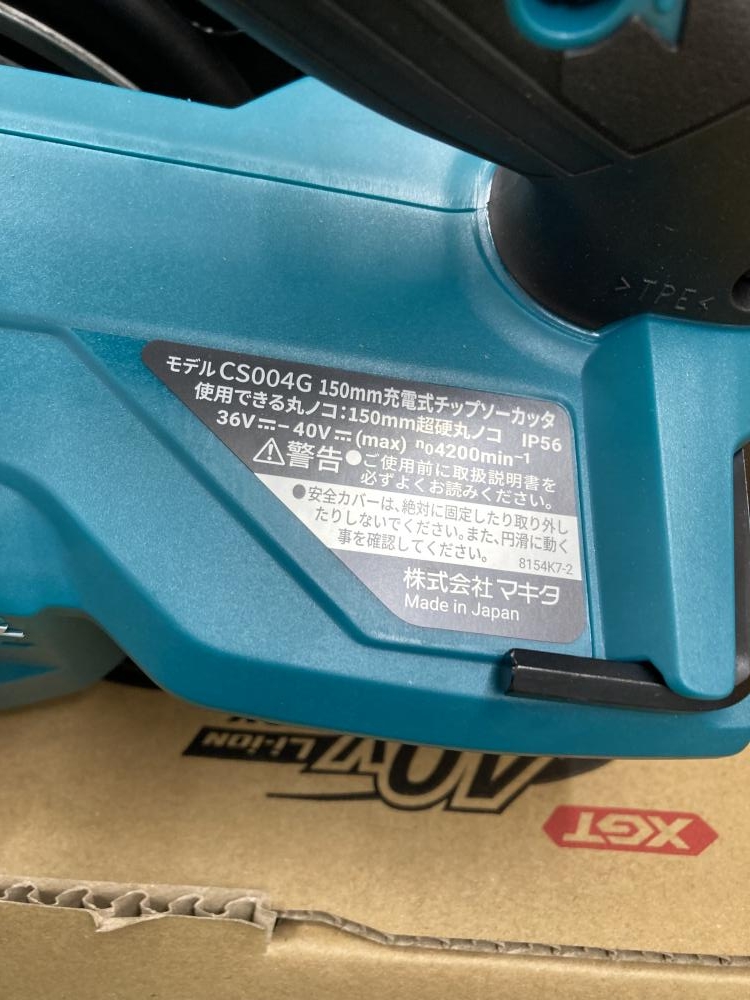 >TPE<
モデル CS004G 150mm充電式チップソーカッタ
使用できる丸ノコ:150mm超硬丸ノコ IP56
36V⎓–40V⎓(max) n₀4200min⁻¹
⚠警告●ご使用前に取扱説明書を
必ずよくお読みください。
●安全カバーは、絶対に固定したり取り外し
たりしないでください。また、円滑に動く
事を確認してください。 8154K7-2
株式会社マキタ
Made in Japan
40V Li-ion
XGT